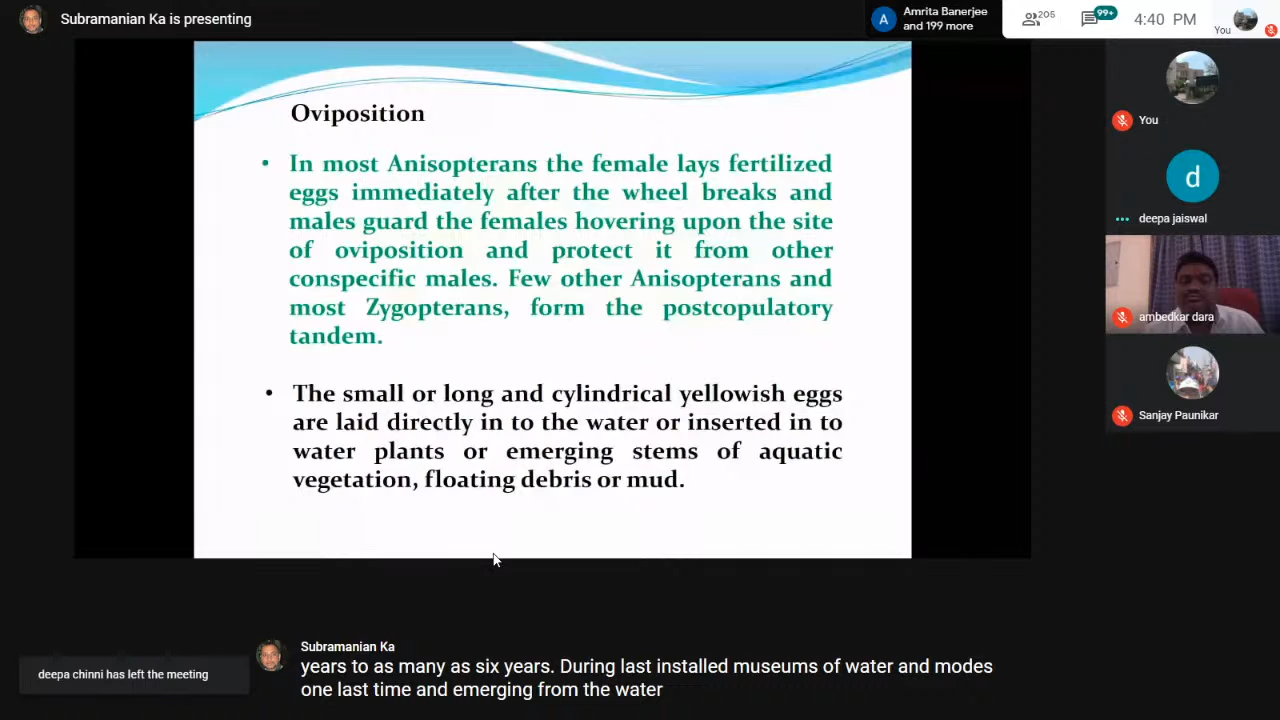 Subramanian Ka is presenting
A
Amrita Banerjee
and 199 more
205
99+
4:40 PM
You
Oviposition
• In most Anisopterans the female lays fertilized
eggs immediately after the wheel breaks and
males guard the females hovering upon the site
of oviposition and protect it from other
conspecific males. Few other Anisopterans and
most Zygopterans, form the postcopulatory
tandem.
• The small or long and cylindrical yellowish eggs
are laid directly in to the water or inserted in to
water plants or emerging stems of aquatic
vegetation, floating debris or mud.
You
d
deepa jaiswal
ambedkar dara
Sanjay Paunikar
deepa chinni has left the meeting
Subramanian Ka
years to as many as six years. During last installed museums of water and modes
one last time and emerging from the water